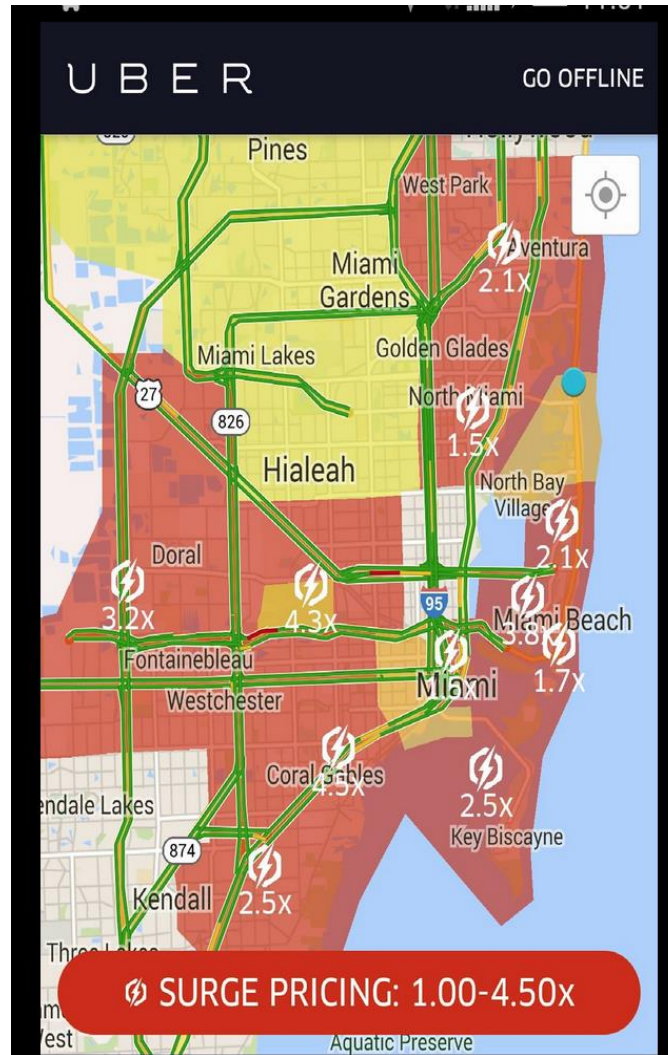 UBER
GO OFFLINE
Pines
West Park
Aventura
2.1x
Miami
Gardens
Miami Lakes
Golden Glades
27
826
North Miami
1.5x
Hialeah
North Bay
Village
2.1x
Doral
3.2x
4.3x
95
Miami Beach
3.8
1.7x
Fontainebleau
Westchester
Miami
x
Coral Gables
4.5x
2.5x
endale Lakes
Key Biscayne
874
2.5x
Kendall
SURGE PRICING: 1.00-4.50x
Aquatic Preserve